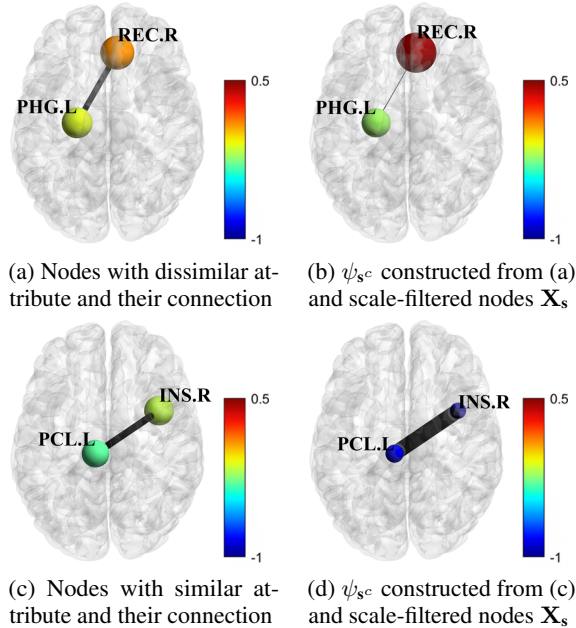 REC.R
PHG.L
0.5
-1
REC.R
PHG.L
0.5
-1
(a) Nodes with dissimilar at-
tribute and their connection
(b) ψ_{s^c} constructed from (a)
and scale-filtered nodes X_s
INS.R
PCL.L
0.5
-1
INS.R
PCL.L
0.5
-1
(c) Nodes with similar at-
tribute and their connection
(d) ψ_{s^c} constructed from (c)
and scale-filtered nodes X_s